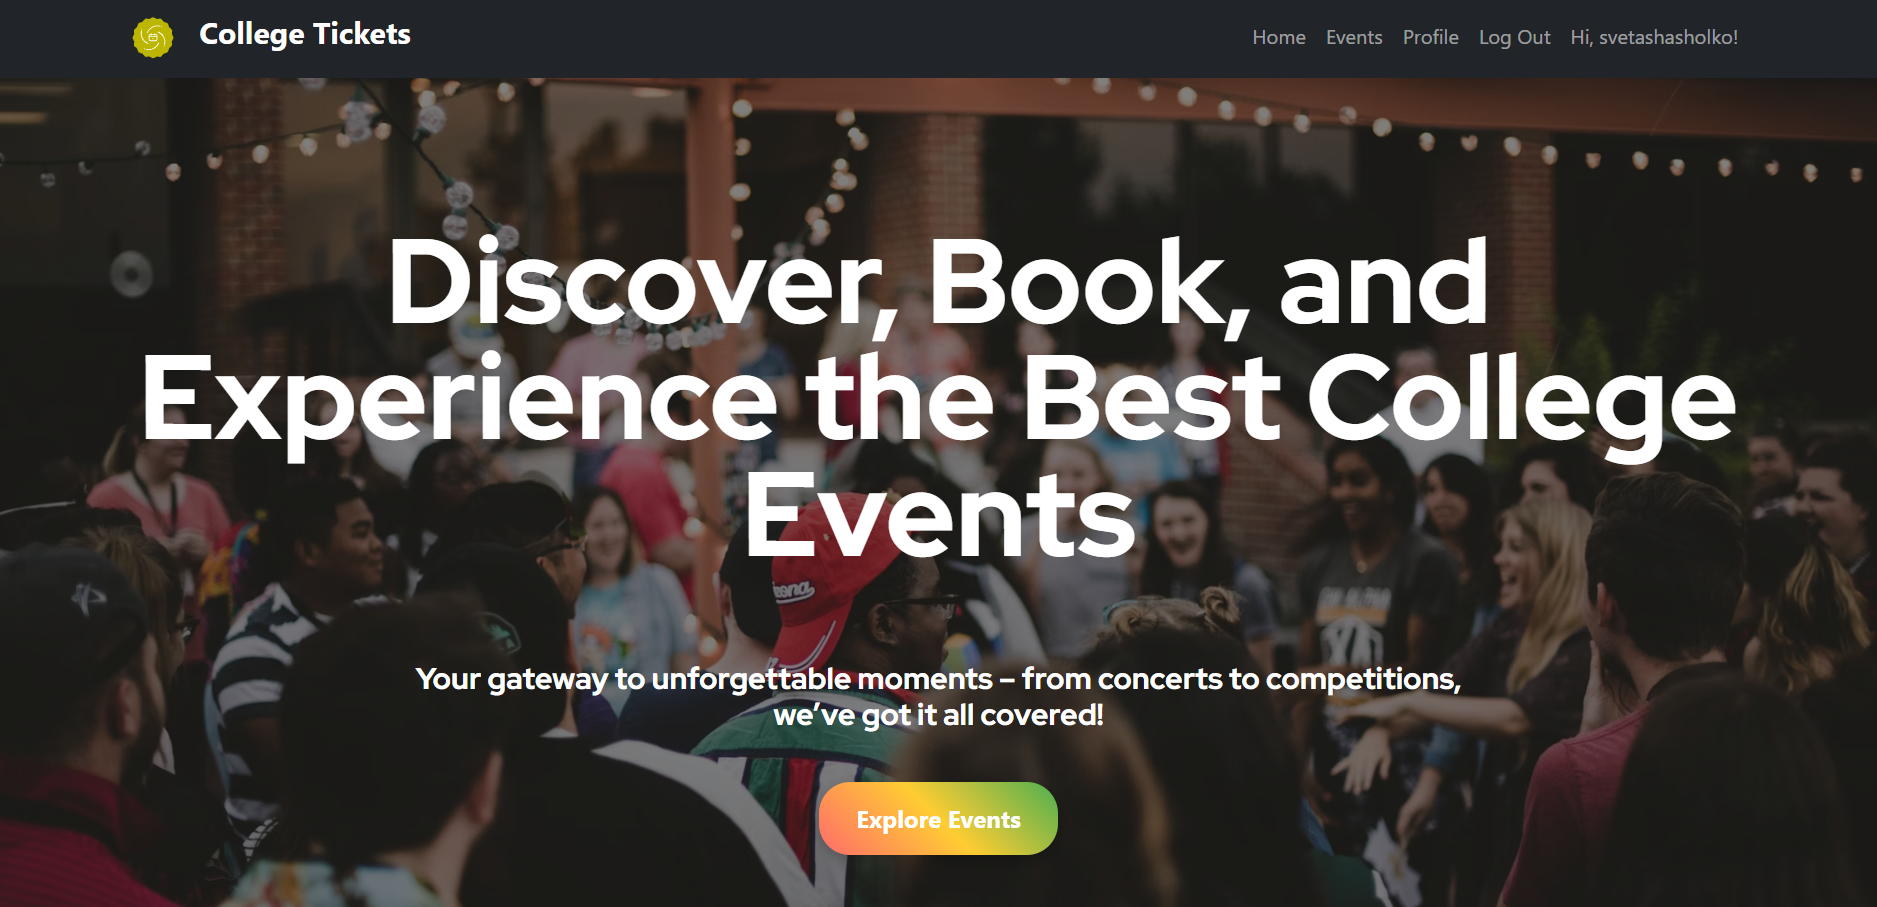 College Tickets
Home Events Profile Log Out Hi, svetashasholko!
Discover, Book, and
Experience the Best College
Events
Your gateway to unforgettable moments – from concerts to competitions,
we’ve got it all covered!
Explore Events